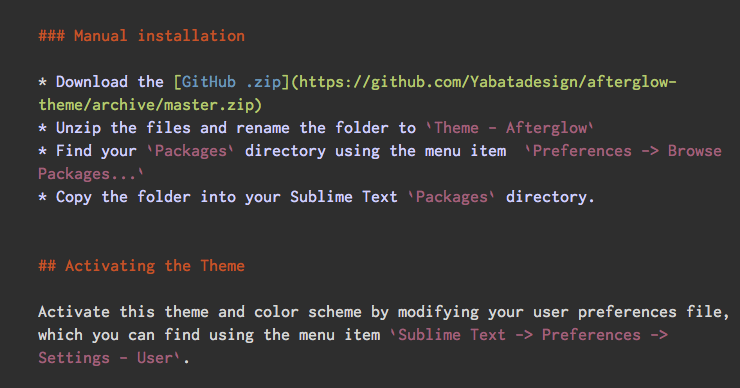 ### Manual installation
* Download the [GitHub .zip](https://github.com/Yabatadesign/afterglow-
theme/archive/master.zip)
* Unzip the files and rename the folder to `Theme - Afterglow`
* Find your `Packages` directory using the menu item  `Preferences -> Browse
Packages...`
* Copy the folder into your Sublime Text `Packages` directory.
## Activating the Theme
Activate this theme and color scheme by modifying your user preferences file,
which you can find using the menu item `Sublime Text -> Preferences ->
Settings - User`.